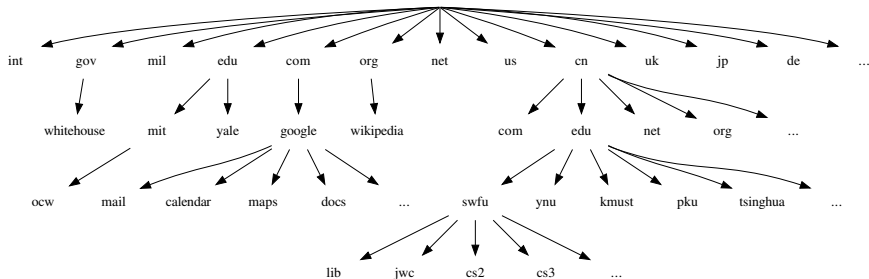 int gov mil edu com org net us cn uk jp de ...
whitehouse mit yale google wikipedia com edu net org ...
ocw mail calendar maps docs ... swfu ynu kmust pku tsinghua ...
lib jwc cs2 cs3 ...